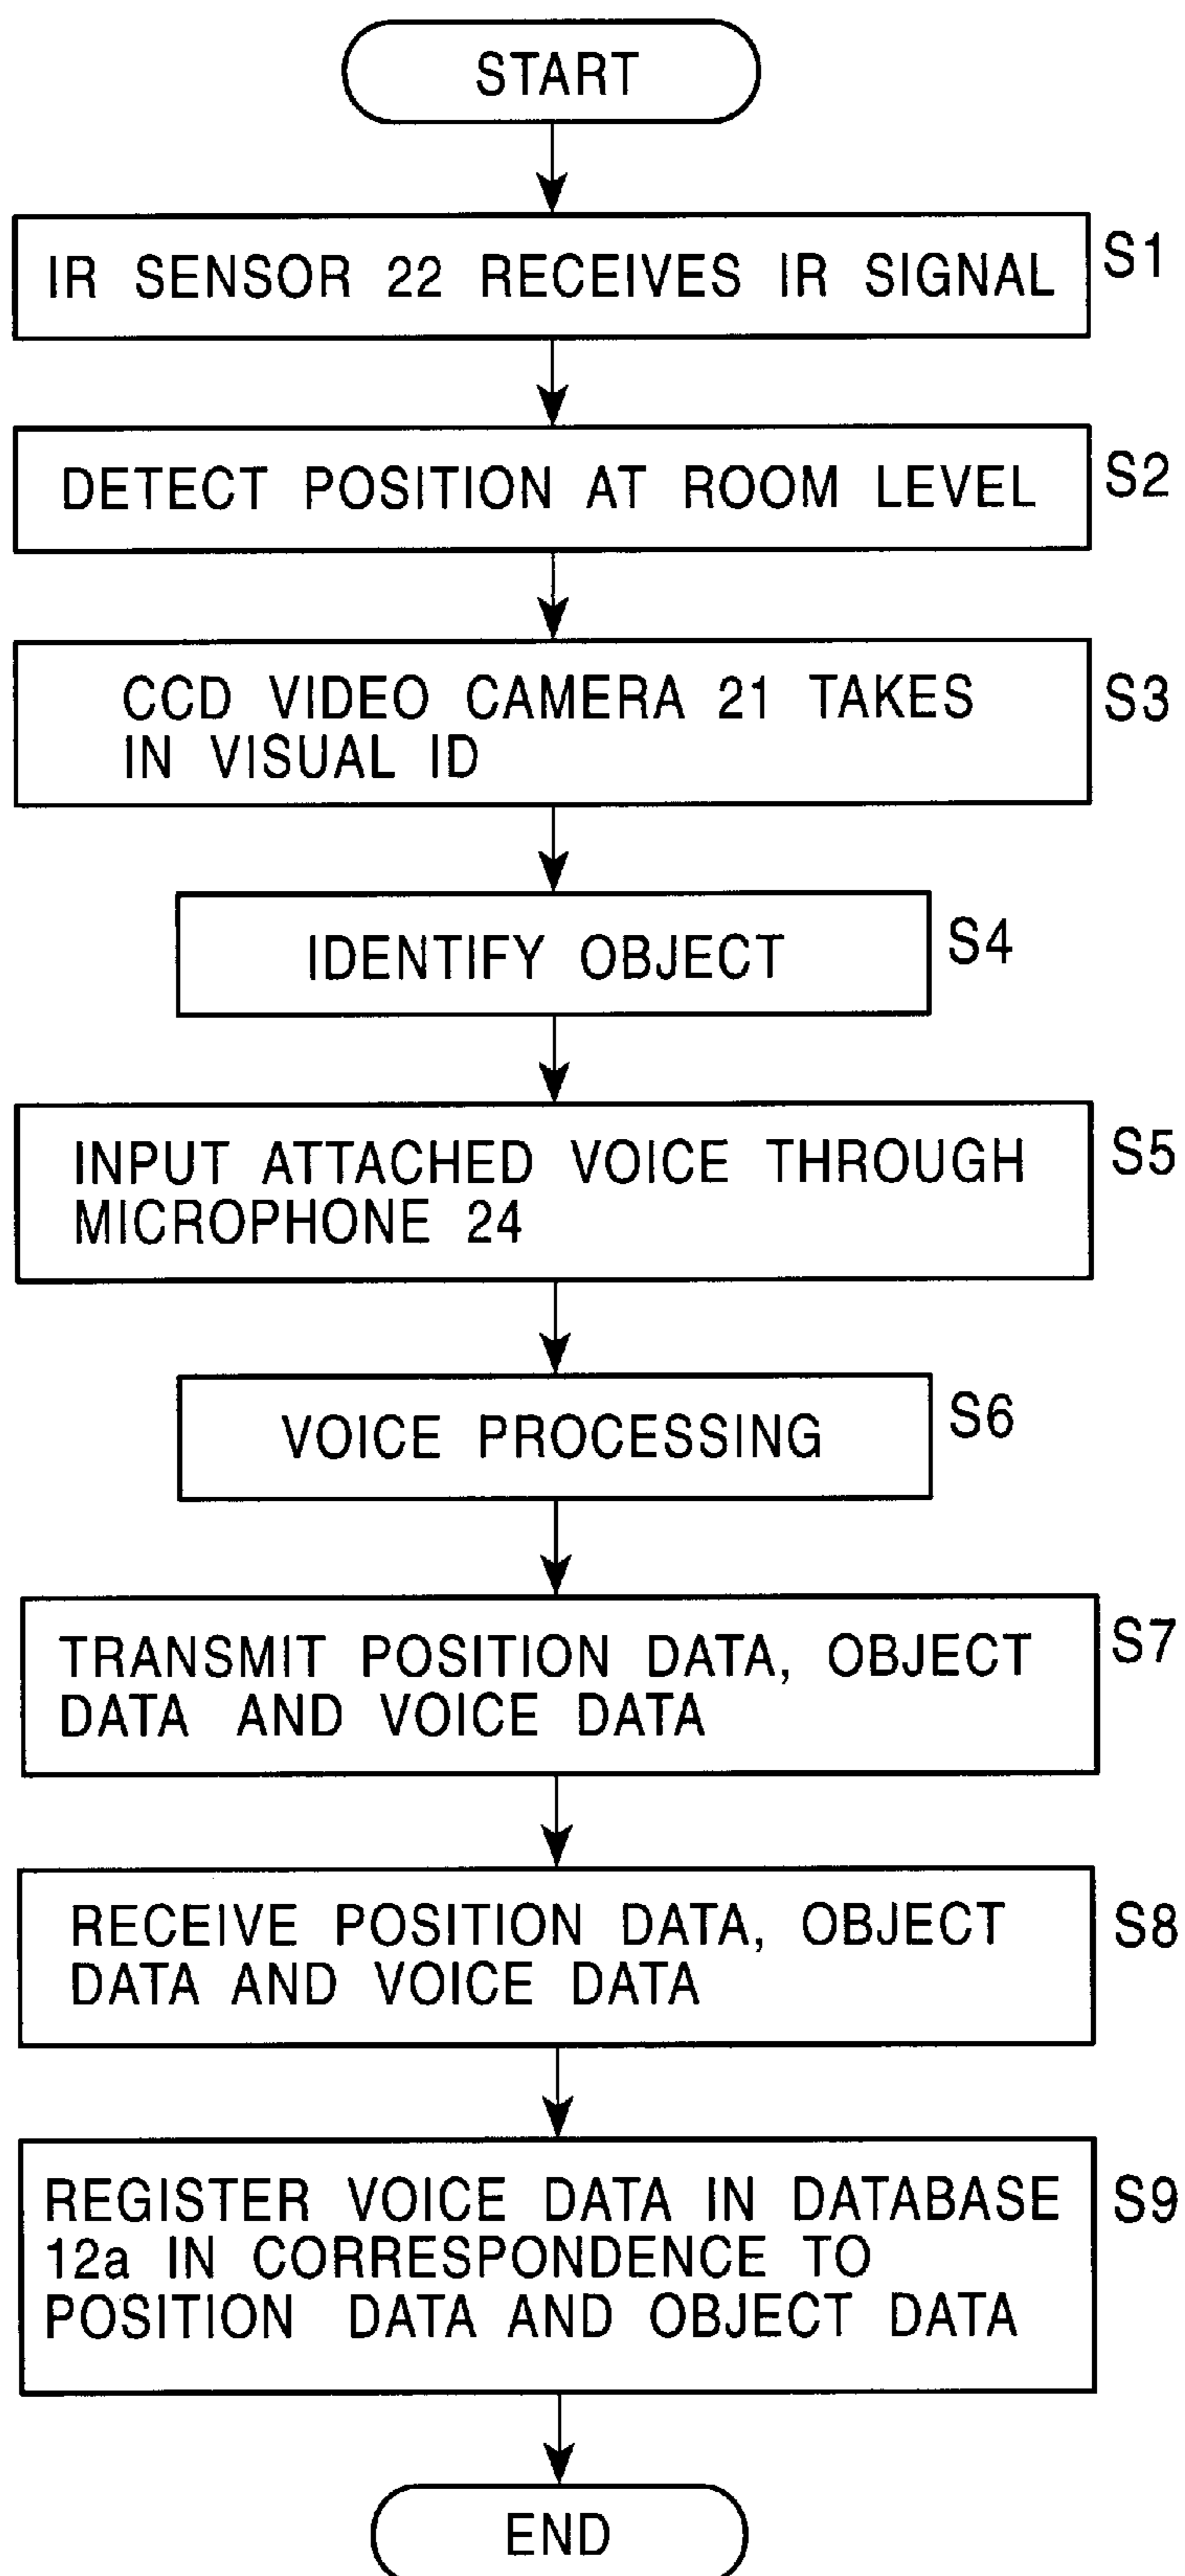 START
IR SENSOR 22 RECEIVES IR SIGNAL
S1
DETECT POSITION AT ROOM LEVEL
S2
CCD VIDEO CAMERA 21 TAKES
IN VISUAL ID
S3
IDENTIFY OBJECT
S4
INPUT ATTACHED VOICE THROUGH
MICROPHONE 24
S5
VOICE PROCESSING
S6
TRANSMIT POSITION DATA, OBJECT
DATA AND VOICE DATA
S7
RECEIVE POSITION DATA, OBJECT
DATA AND VOICE DATA
S8
REGISTER VOICE DATA IN DATABASE
12a IN CORRESPONDENCE TO
POSITION DATA AND OBJECT DATA
S9
END